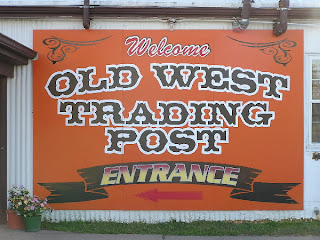 Welcome
OLD WEST
TRADING
POST
ENTRANCE